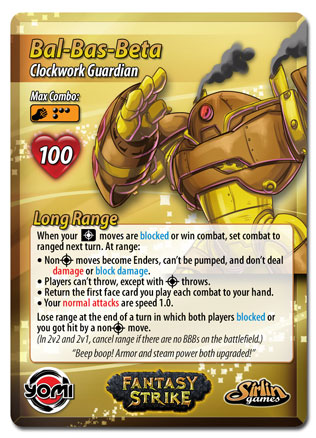 Bal-Bas-Beta
Clockwork Guardian
Max Combo:
100
Long Range
When your moves are blocked or win combat, set combat to
ranged next turn. At range:
• Non- moves become Enders, can't be pumped, and don't deal
damage or block damage.
• Players can't throw, except with throws.
• Return the first face card you play each combat to your hand.
• Your normal attacks are speed 1.0.
Lose range at the end of a turn in which both players blocked or
you got hit by a non move.
(In 2v2 and 2v1, cancel range if there are no BBBs on the battlefield.)
"Beep boop! Armor and steam power both upgraded!"
YOMI
FANTASY
STRIKE
Sirlin
games